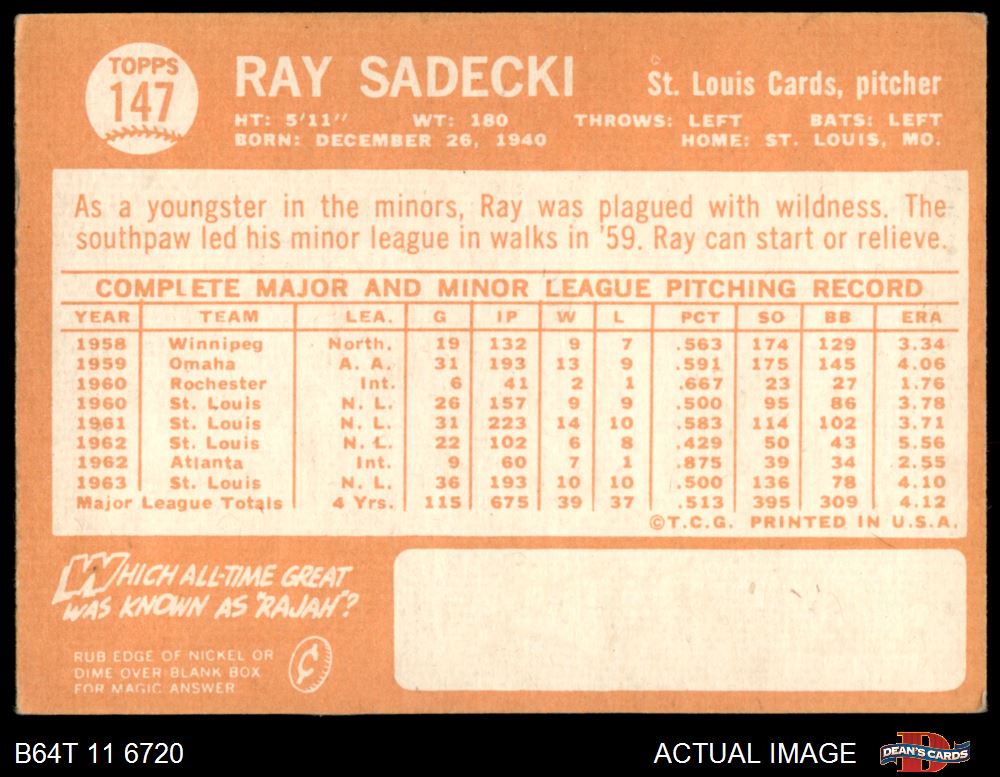 TOPPS
147
RAY SADECKI
St. Louis Cards, pitcher
HT: 5'11" WT: 180 THROWS: LEFT BATS: LEFT
BORN: DECEMBER 26, 1940 HOME: ST. LOUIS, MO.
As a youngster in the minors, Ray was plagued with wildness. The
southpaw led his minor league in walks in '59. Ray can start or relieve.
COMPLETE MAJOR AND MINOR LEAGUE PITCHING RECORD
YEAR TEAM LEA. G IP W L PCT SO BB ERA
1958 Winnipeg North. 19 132 9 7 .563 174 129 3.34
1959 Omaha A. A. 31 193 13 9 .591 175 145 4.06
1960 Rochester Int. 6 41 2 1 .667 23 27 1.76
1960 St. Louis N. L. 26 157 9 9 .500 95 86 3.78
1961 St. Louis N. L. 31 223 14 10 .583 114 102 3.71
1962 St. Louis N. L. 22 102 6 8 .429 50 43 5.56
1962 Atlanta Int. 9 60 7 1 .875 39 34 2.55
1963 St. Louis N. L. 36 193 10 10 .500 136 78 4.10
Major League Totals 4 Yrs. 115 675 39 37 .513 395 309 4.12
©T.C.G. PRINTED IN U.S.A.
WHICH ALL-TIME GREAT
WAS KNOWN AS "RAJAH"?
RUB EDGE OF NICKEL OR
DIME OVER BLANK BOX
FOR MAGIC ANSWER
¢
B64T 11 6720
ACTUAL IMAGE
D
DEAN'S CARDS